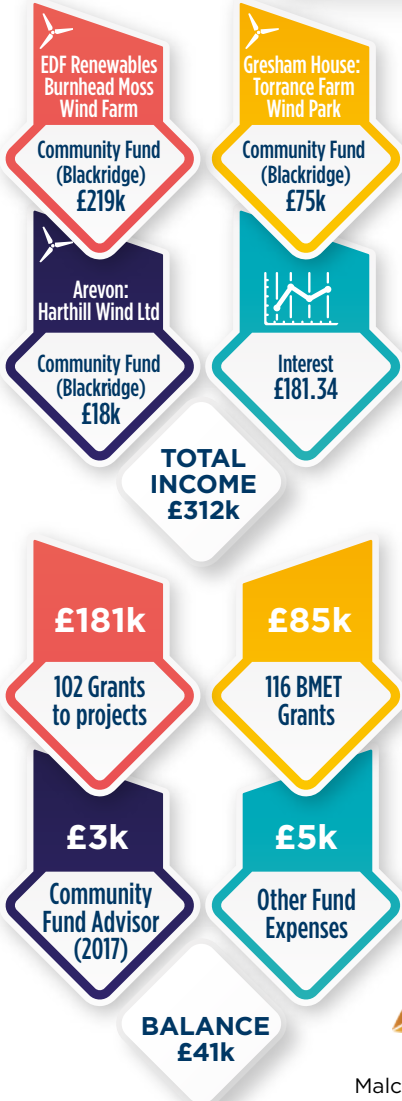 EDF Renewables
Burnhead Moss
Wind Farm
Community Fund
(Blackridge)
£219k
Gresham House:
Torrance Farm
Wind Park
Community Fund
(Blackridge)
£75k
Arevon:
Harthill Wind Ltd
Community Fund
(Blackridge)
£18k
Interest
£181.34
TOTAL
INCOME
£312k
£181k
102 Grants
to projects
£85k
116 BMET
Grants
£3k
Community
Fund Advisor
(2017)
£5k
Other Fund
Expenses
BALANCE
£41k
Malc